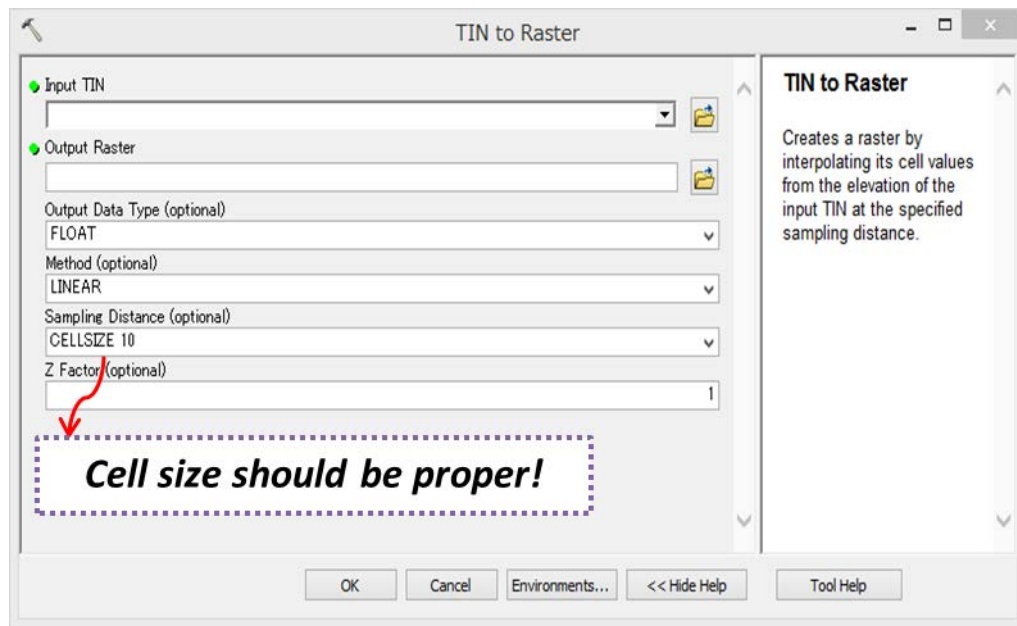 TIN to Raster
Input TIN
Output Raster
Output Data Type (optional)
FLOAT
Method (optional)
LINEAR
Sampling Distance (optional)
CELLSIZE 10
Z Factor (optional)
1
Cell size should be proper!
TIN to Raster
Creates a raster by
interpolating its cell values
from the elevation of the
input TIN at the specified
sampling distance.
OK
Cancel
Environments...
<< Hide Help
Tool Help